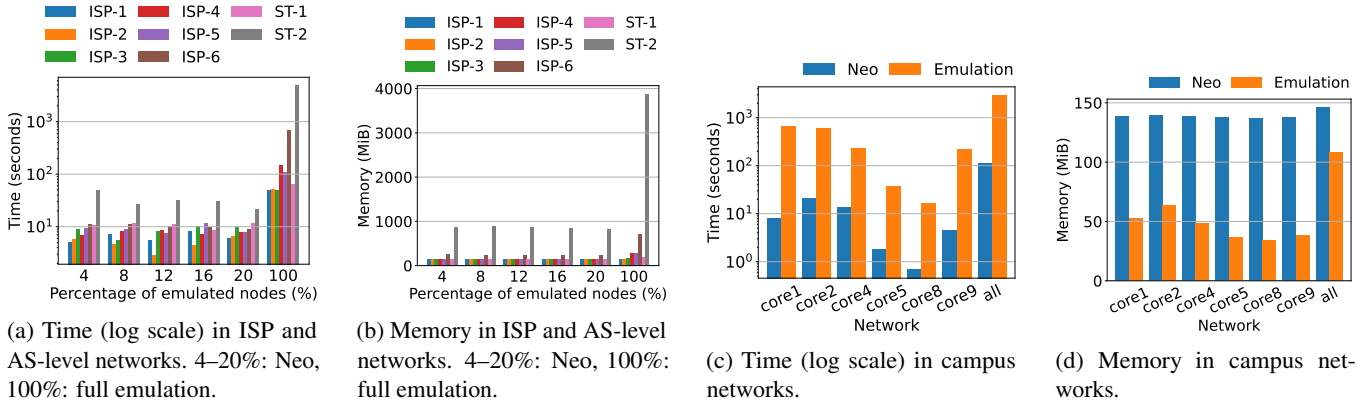 ISP-1 ISP-4 ST-1
ISP-2 ISP-5 ST-2
ISP-3 ISP-6
Time (seconds)
10³
10²
10¹
4 8 12 16 20 100
Percentage of emulated nodes (%)
(a) Time (log scale) in ISP and
AS-level networks. 4–20%: Neo,
100%: full emulation.
ISP-1 ISP-4 ST-1
ISP-2 ISP-5 ST-2
ISP-3 ISP-6
Memory (MiB)
4000
3000
2000
1000
0
4 8 12 16 20 100
Percentage of emulated nodes (%)
(b) Memory in ISP and AS-level
networks. 4–20%: Neo, 100%:
full emulation.
Neo Emulation
Time (seconds)
10³
10²
10¹
10⁰
core1 core2 core4 core5 core8 core9 all
Network
(c) Time (log scale) in campus
networks.
Neo Emulation
Memory (MiB)
150
100
50
0
core1 core2 core4 core5 core8 core9 all
Network
(d) Memory in campus net-
works.